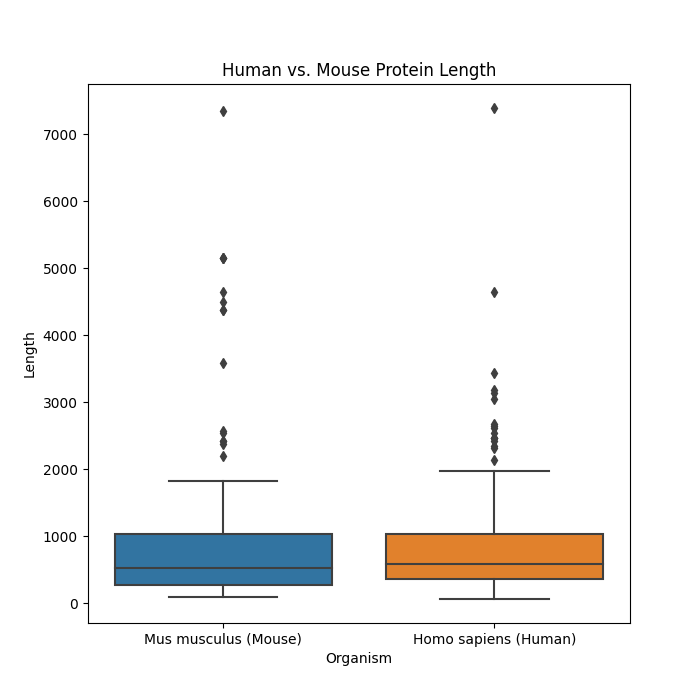 Human vs. Mouse Protein Length
7000
6000
5000
4000
3000
2000
1000
0
Length
Mus musculus (Mouse)
Homo sapiens (Human)
Organism